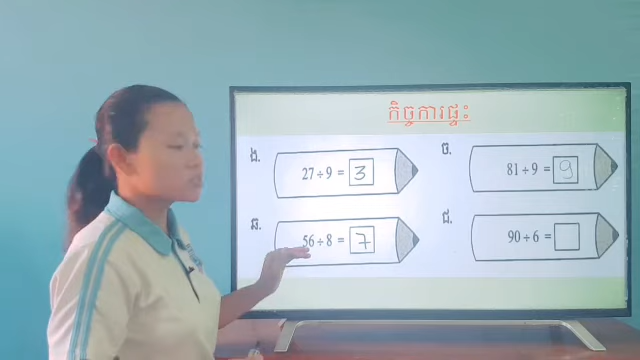 កិច្ចការផ្ទះ
ង. 27 ÷ 9 = 3
ច. 81 ÷ 9 = 9
ឆ. 56 ÷ 8 = 7
ជ. 90 ÷ 6 =